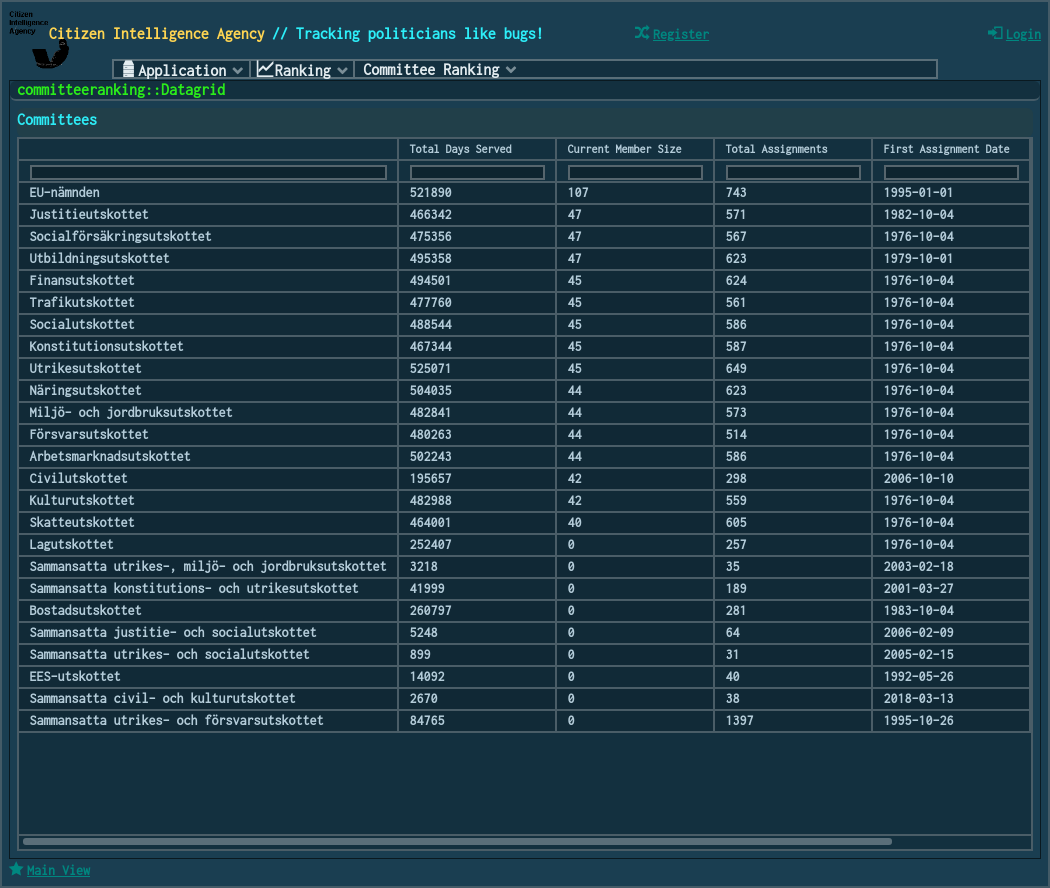 Citizen
Intelligence
Agency
Citizen Intelligence Agency // Tracking politicians like bugs!
Register
Login
Application
Ranking
Committee Ranking
committeeranking::Datagrid
Committees
Total Days Served Current Member Size Total Assignments First Assignment Date
EU-nämnden 521890 107 743 1995-01-01
Justitieutskottet 466342 47 571 1982-10-04
Socialförsäkringsutskottet 475356 47 567 1976-10-04
Utbildningsutskottet 495358 47 623 1979-10-01
Finansutskottet 494501 45 624 1976-10-04
Trafikutskottet 477760 45 561 1976-10-04
Socialutskottet 488544 45 586 1976-10-04
Konstitutionsutskottet 467344 45 587 1976-10-04
Utrikesutskottet 525071 45 649 1976-10-04
Näringsutskottet 504035 44 623 1976-10-04
Miljö- och jordbruksutskottet 482841 44 573 1976-10-04
Försvarsutskottet 480263 44 514 1976-10-04
Arbetsmarknadsutskottet 502243 44 586 1976-10-04
Civilutskottet 195657 42 298 2006-10-10
Kulturutskottet 482988 42 559 1976-10-04
Skatteutskottet 464001 40 605 1976-10-04
Lagutskottet 252407 0 257 1976-10-04
Sammansatta utrikes-, miljö- och jordbruksutskottet 3218 0 35 2003-02-18
Sammansatta konstitutions- och utrikesutskottet 41999 0 189 2001-03-27
Bostadsutskottet 260797 0 281 1983-10-04
Sammansatta justitie- och socialutskottet 5248 0 64 2006-02-09
Sammansatta utrikes- och socialutskottet 899 0 31 2005-02-15
EES-utskottet 14092 0 40 1992-05-26
Sammansatta civil- och kulturutskottet 2670 0 38 2018-03-13
Sammansatta utrikes- och försvarsutskottet 84765 0 1397 1995-10-26
Main View